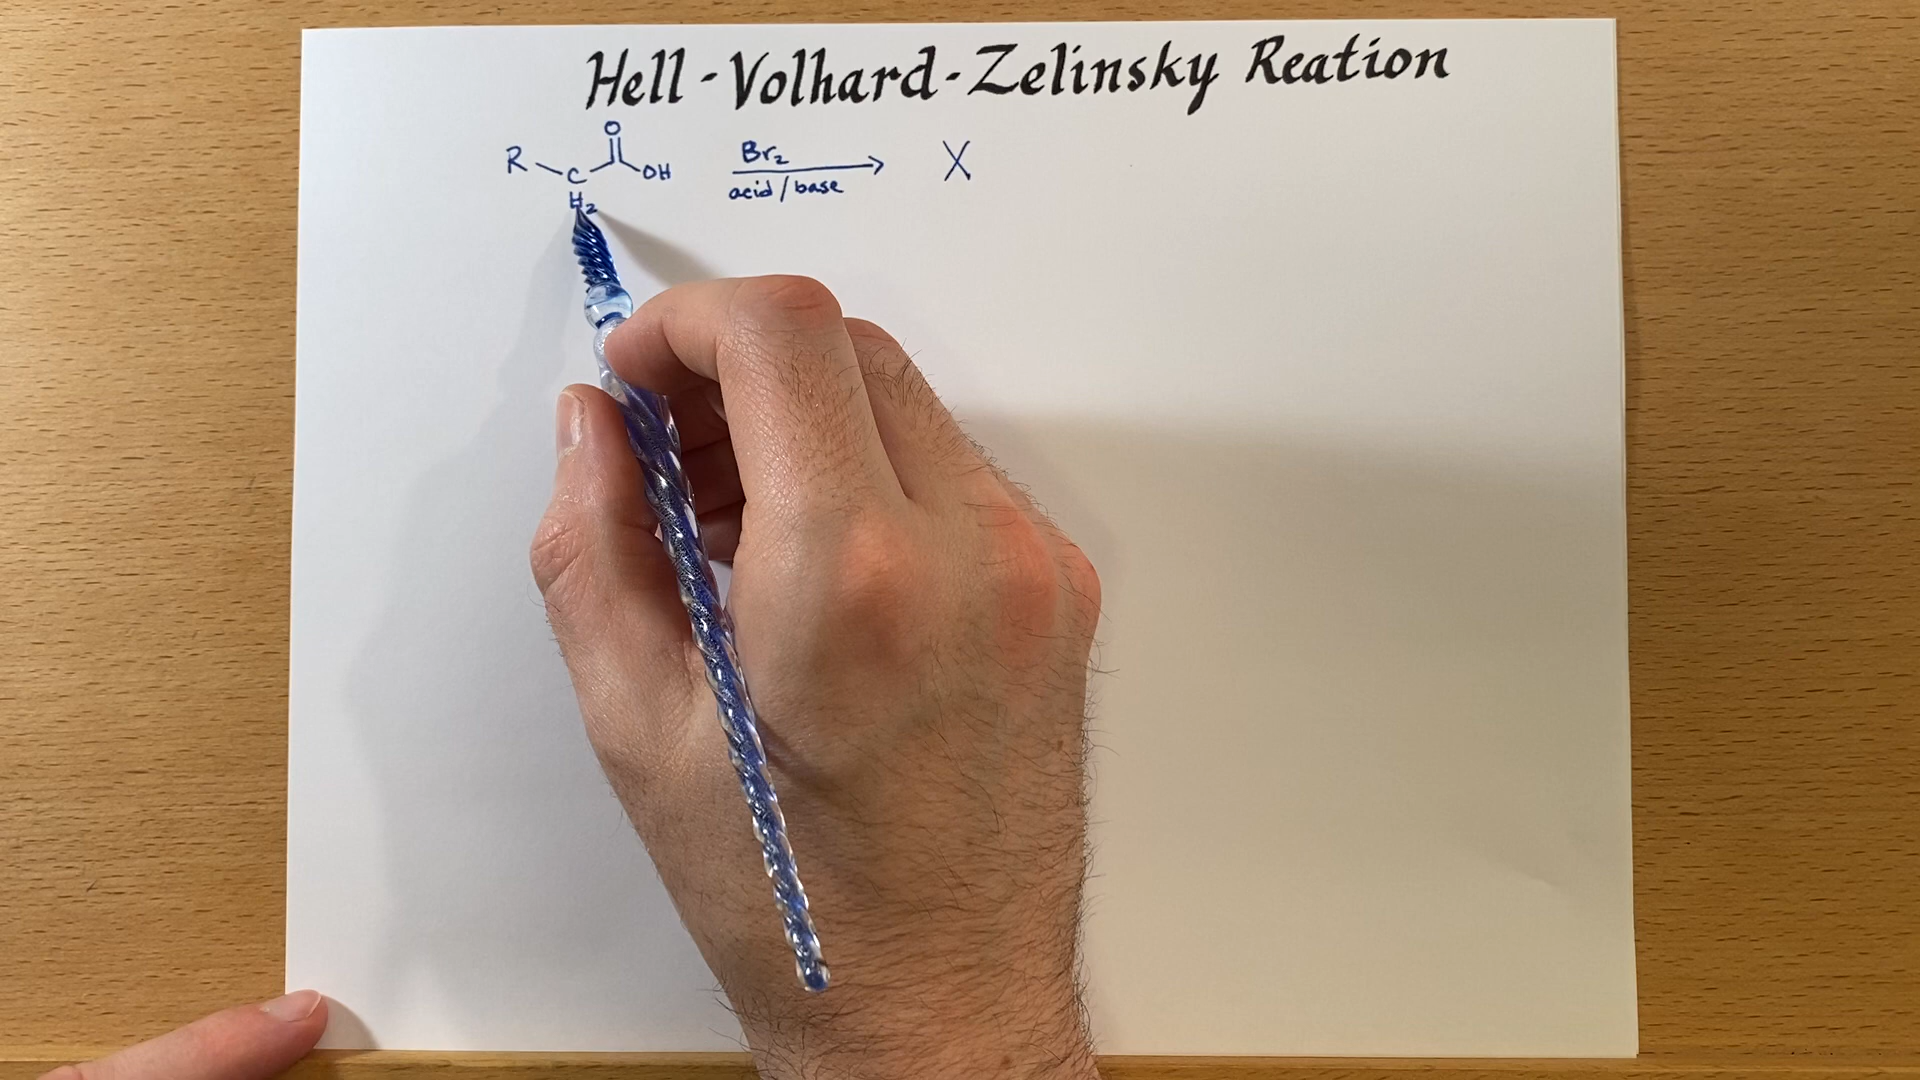 Hell-Volhard-Zelinsky Reation
O
R C OH Br2 X
H2 acid/base